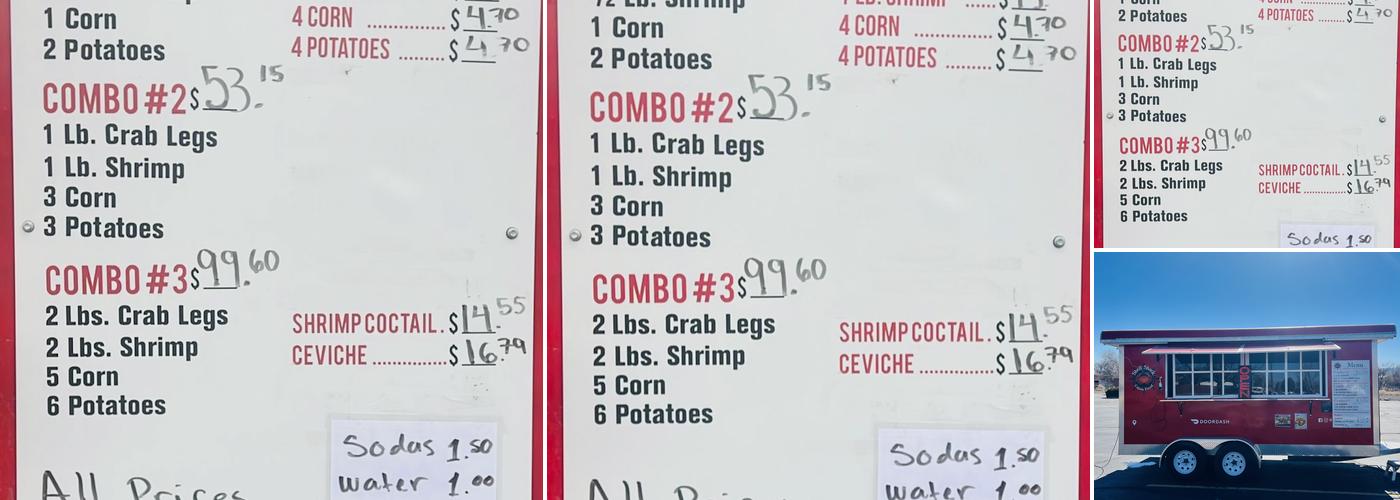 1 Corn
2 Potatoes
4 CORN $ 4.70
4 POTATOES $ 4.70
COMBO #2 $ 53.15
1 Lb. Crab Legs
1 Lb. Shrimp
3 Corn
3 Potatoes
COMBO #3 $ 99.60
2 Lbs. Crab Legs
2 Lbs. Shrimp
5 Corn
6 Potatoes
SHRIMP COCTAIL . $ 14.55
CEVICHE .............. $ 16.79
Sodas 1.50
water 1.00
All Prices
1 Corn
2 Potatoes
4 CORN $ 4.70
4 POTATOES $ 4.70
COMBO #2 $ 53.15
1 Lb. Crab Legs
1 Lb. Shrimp
3 Corn
3 Potatoes
COMBO #3 $ 99.60
2 Lbs. Crab Legs
2 Lbs. Shrimp
5 Corn
6 Potatoes
SHRIMP COCTAIL . $ 14.55
CEVICHE .............. $ 16.79
Sodas 1.50
water 1.00
2 Potatoes
4 POTATOES $ 4.70
COMBO #2 $ 53.15
1 Lb. Crab Legs
1 Lb. Shrimp
3 Corn
3 Potatoes
COMBO #3 $ 99.60
2 Lbs. Crab Legs
2 Lbs. Shrimp
5 Corn
6 Potatoes
SHRIMP COCTAIL . $ 14.55
CEVICHE .............. $ 16.79
Sodas 1.50
Menu
DOORDASH